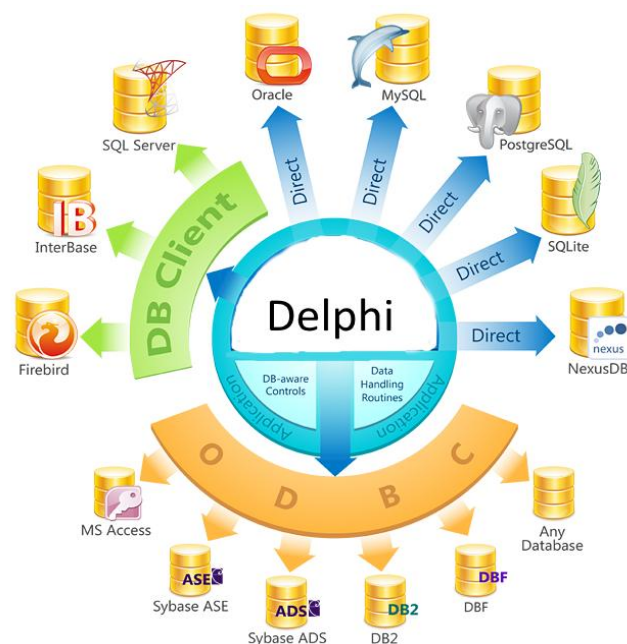 Oracle
MySQL
SQL Server
PostgreSQL
IB
InterBase
SQLite
Firebird
nexus
NexusDB
DB Client
Direct
Direct
Direct
Direct
Direct
Delphi
DB-aware
Controls
Data
Handling
Routines
Application
Application
O D B C
MS Access
ASE
Sybase ASE
ADS
Sybase ADS
DB2
DB2
DBF
DBF
Any
Database